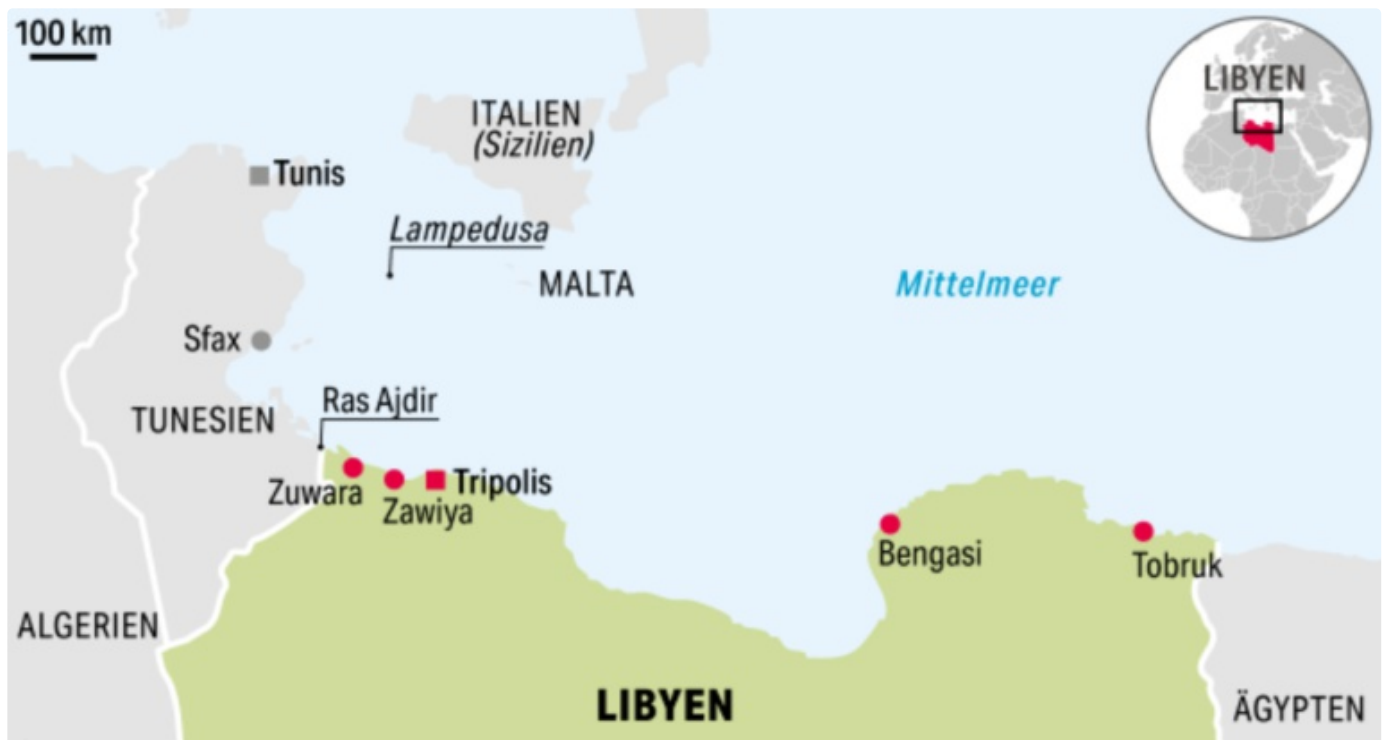 100 km
LIBYEN
ITALIEN
(Sizilien)
Tunis
Lampedusa
MALTA
Mittelmeer
Sfax
Ras Ajdir
TUNESIEN
Zuwara
Zawiya
Tripolis
Bengasi
Tobruk
ALGERIEN
LIBYEN
ÄGYPTEN